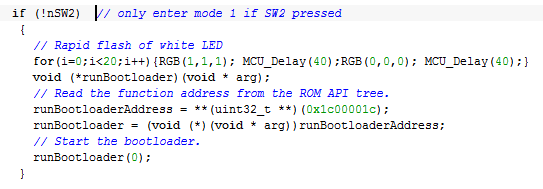 if (!nSW2) // only enter mode 1 if SW2 pressed
{
// Rapid flash of white LED
for(i=0;i<20;i++){RGB(1,1,1); MCU_Delay(40);RGB(0,0,0); MCU_Delay(40);}
void (*runBootloader)(void * arg);
// Read the function address from the ROM API tree.
runBootloaderAddress = **(uint32_t **)(0x1c00001c);
runBootloader = (void (*)(void * arg))runBootloaderAddress;
// Start the bootloader.
runBootloader(0);
}